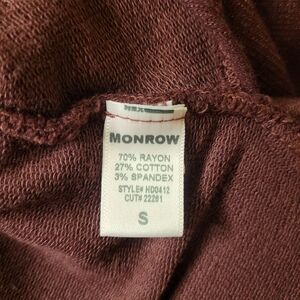 MONROW
70% RAYON
27% COTTON
3% SPANDEX
STYLE# HD0412
CUT# 22281
S